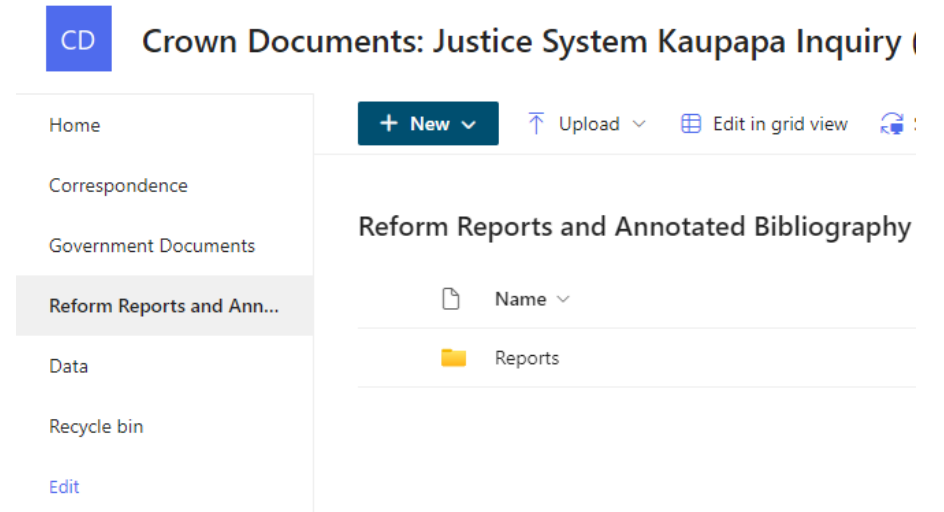 CD
Crown Documents: Justice System Kaupapa Inquiry (
Home
Correspondence
Government Documents
Reform Reports and Ann...
Data
Recycle bin
Edit
+ New
Upload
Edit in grid view
Reform Reports and Annotated Bibliography
Name
Reports